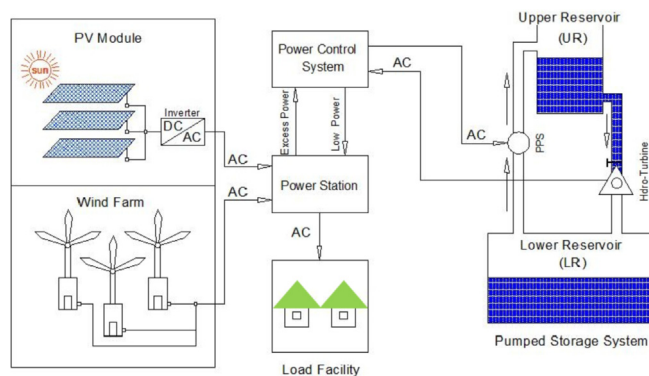 PV Module
sun
Inverter
DC
AC
AC
Wind Farm
AC
Power Control
System
Excess Power
Low Power
Power Station
AC
Load Facility
AC
AC
Upper Reservoir
(UR)
PPS
Hdro-Turbine
Lower Reservoir
(LR)
Pumped Storage System